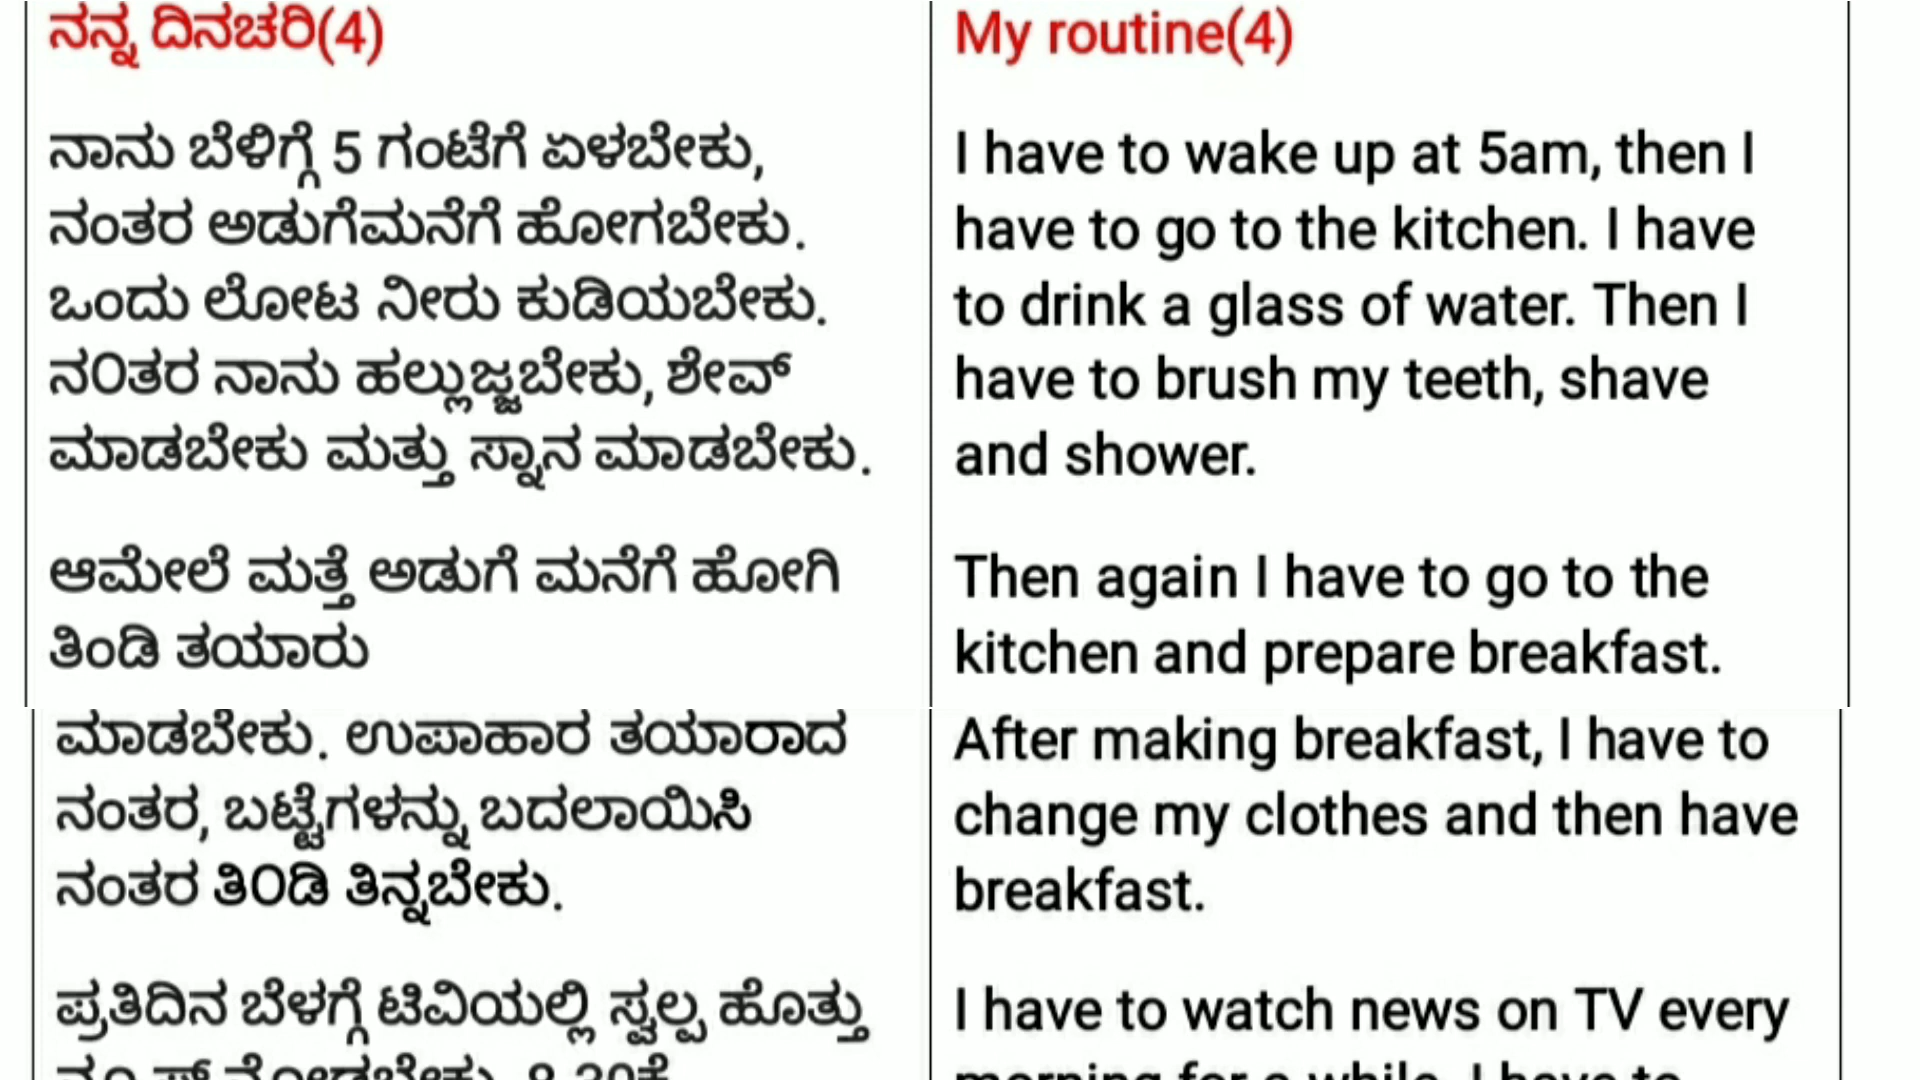 ನನ್ನ ದಿನಚರಿ(4)
ನಾನು ಬೆಳಿಗ್ಗೆ 5 ಗಂಟೆಗೆ ಏಳಬೇಕು,
ನಂತರ ಅಡುಗೆಮನೆಗೆ ಹೋಗಬೇಕು.
ಒಂದು ಲೋಟ ನೀರು ಕುಡಿಯಬೇಕು.
ನ೦ತರ ನಾನು ಹಲ್ಲುಜ್ಜಬೇಕು, ಶೇವ್
ಮಾಡಬೇಕು ಮತ್ತು ಸ್ನಾನ ಮಾಡಬೇಕು.
ಆಮೇಲೆ ಮತ್ತೆ ಅಡುಗೆ ಮನೆಗೆ ಹೋಗಿ
ತಿಂಡಿ ತಯಾರು
ಮಾಡಬೇಕು. ಉಪಾಹಾರ ತಯಾರಾದ
ನಂತರ, ಬಟ್ಟೆಗಳನ್ನು ಬದಲಾಯಿಸಿ
ನಂತರ ತಿ೦ಡಿ ತಿನ್ನಬೇಕು.
ಪ್ರತಿದಿನ ಬೆಳಗ್ಗೆ ಟಿವಿಯಲ್ಲಿ ಸ್ವಲ್ಪ ಹೊತ್ತು
My routine(4)
I have to wake up at 5am, then I
have to go to the kitchen. I have
to drink a glass of water. Then I
have to brush my teeth, shave
and shower.
Then again I have to go to the
kitchen and prepare breakfast.
After making breakfast, I have to
change my clothes and then have
breakfast.
I have to watch news on TV every
morning for a while. I have to